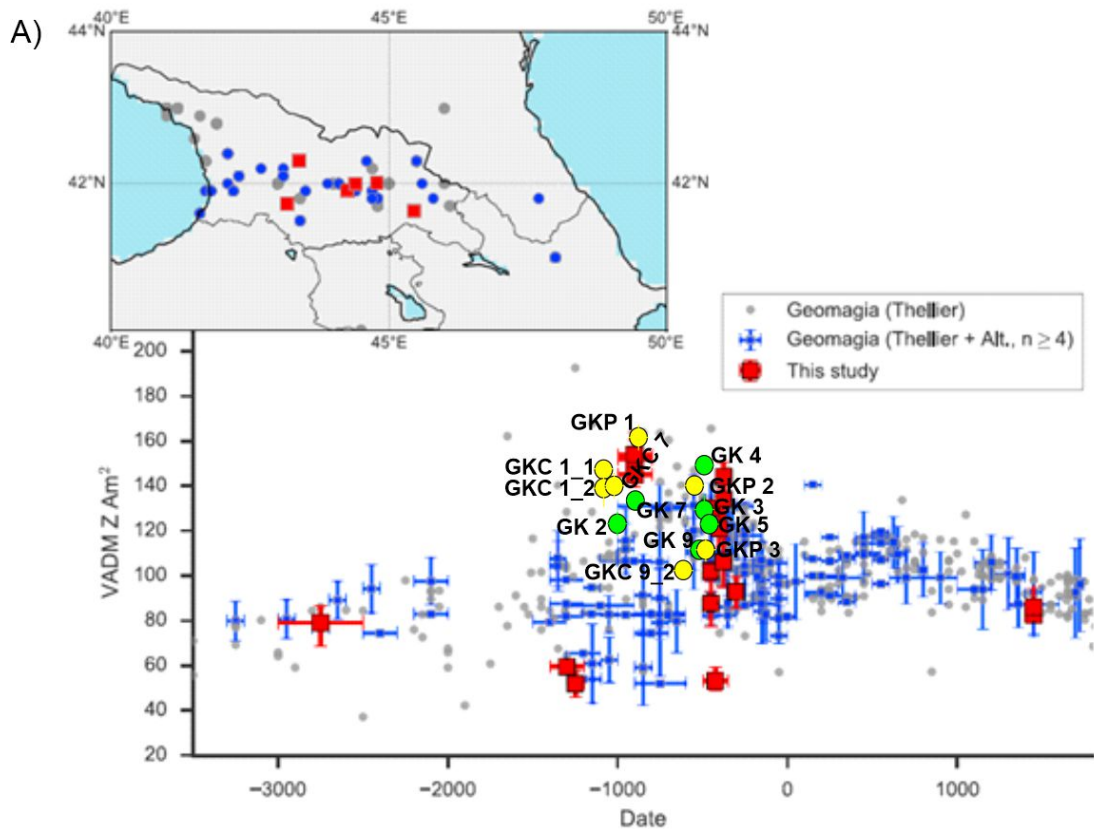 A)
40°E 45°E 50°E
44°N 44°N
42°N 42°N
40°E 45°E 50°E
Geomagia (Thellier)
Geomagia (Thellier + Alt., n ≥ 4)
This study
200
180
160
140
120
100
80
60
40
20
VADM Z Am²
GKP 1
GKC 7
GKC 1_1
GKC 1_2
GK 4
GKP 2
GK 7
GK 3
GK 2
GK 5
GK 9
GKP 3
GKC 9_2
−3000 −2000 −1000 0 1000
Date